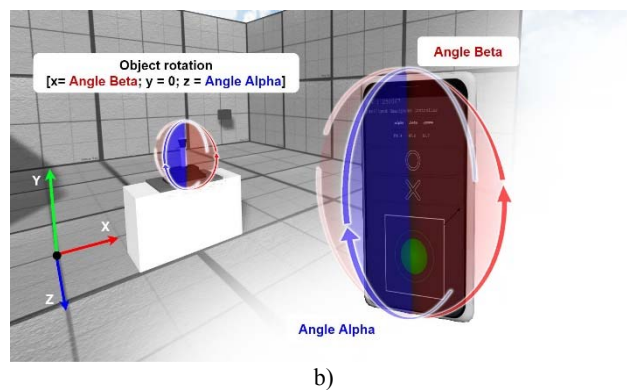 Object rotation
[x= Angle Beta; y = 0; z = Angle Alpha]
Angle Beta
Y
X
Z
O
X
Angle Alpha
b)